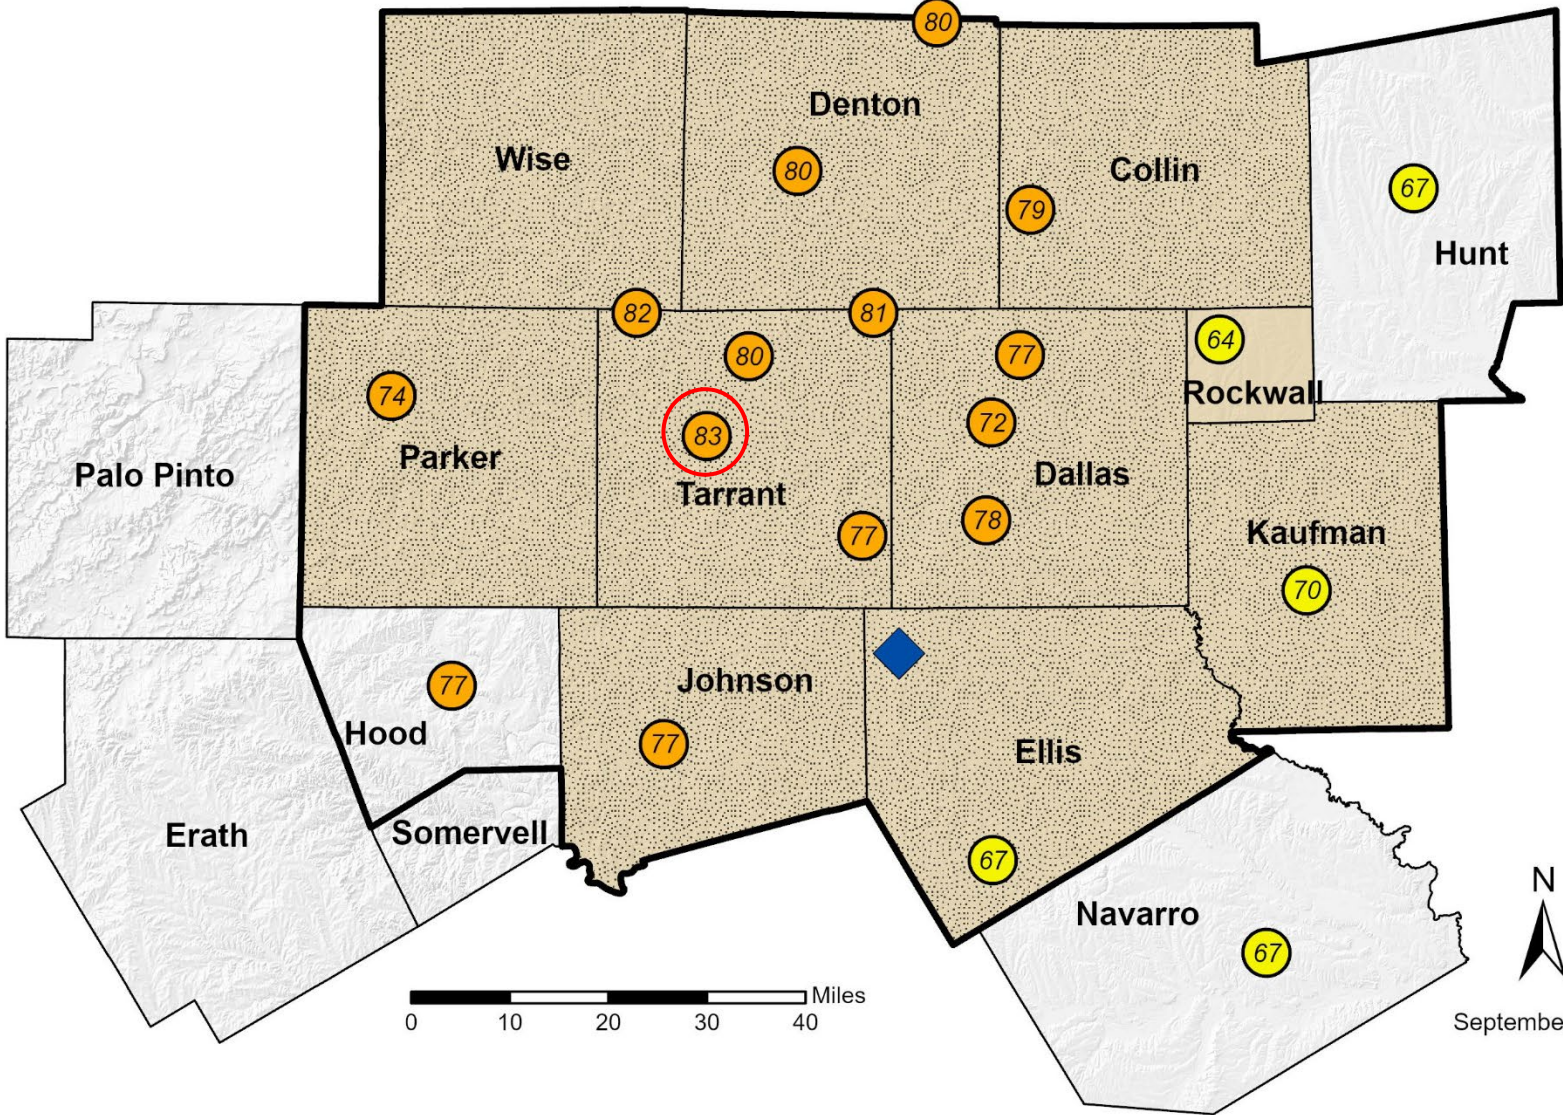 80
Denton
Wise
Collin
80
67
79
Hunt
82
81
80
77
64
74
Rockwall
83
72
Parker
Palo Pinto
Dallas
Tarrant
78
77
Kaufman
70
Johnson
77
Hood
77
Ellis
Erath
Somervell
67
N
Navarro
67
Miles
0 10 20 30 40
Septembe